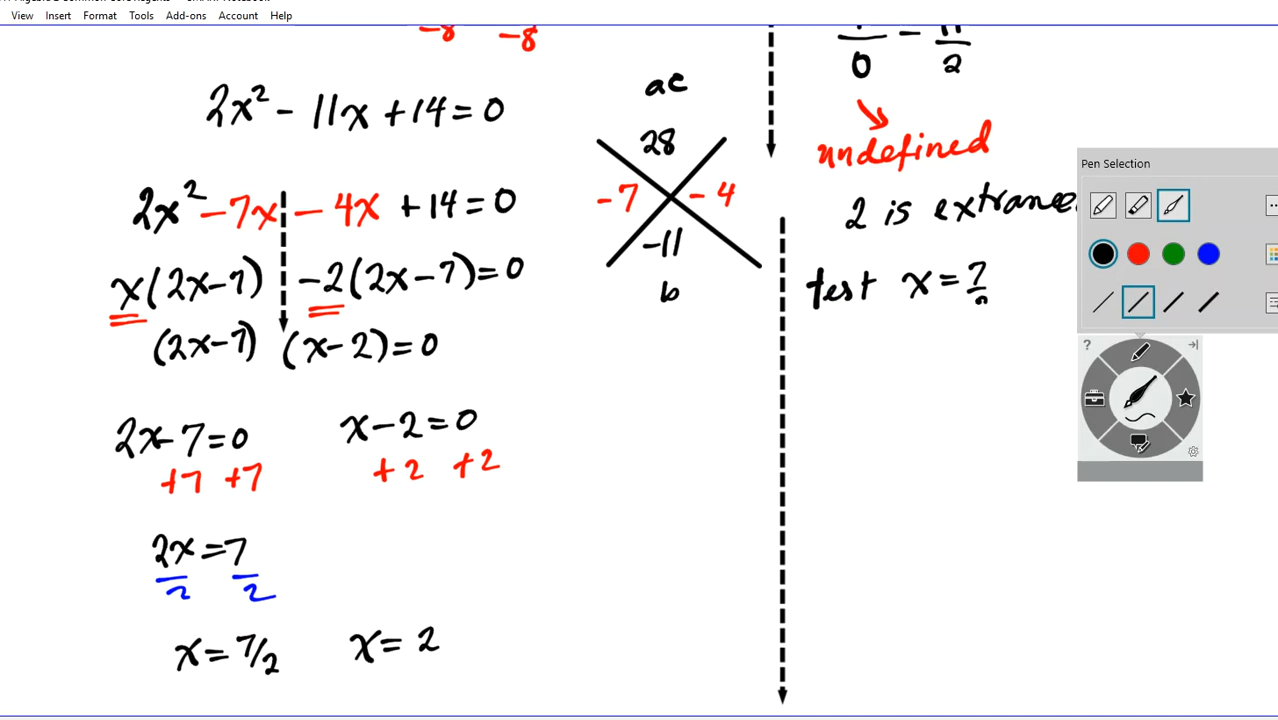 View Insert Format Tools Add-ons Account Help
-8 -8
2x² - 11x + 14 = 0
2x² - 7x - 4x + 14 = 0
x(2x-7) -2(2x-7) = 0
(2x-7) (x-2) = 0
2x-7=0 x-2=0
+7 +7 +2 +2
2x = 7
2 2
x = 7/2 x = 2
ac
28
-7 -4
-11
b
0 - 11/2
undefined
2 is extrane
test x = 7
Pen Selection
?